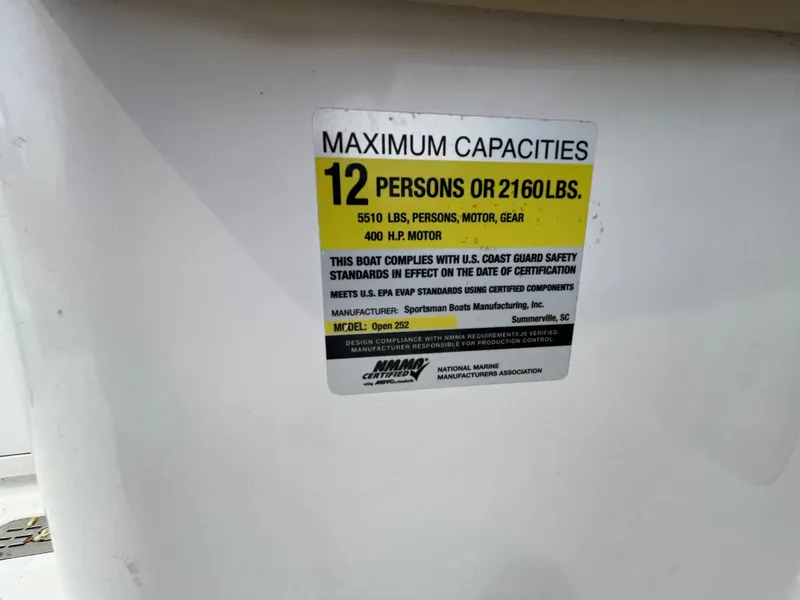 MAXIMUM CAPACITIES
12 PERSONS OR 2160 LBS.
5510 LBS, PERSONS, MOTOR, GEAR
400 H.P. MOTOR
THIS BOAT COMPLIES WITH U.S. COAST GUARD SAFETY
STANDARDS IN EFFECT ON THE DATE OF CERTIFICATION
MEETS U.S. EPA EVAP STANDARDS USING CERTIFIED COMPONENTS
MANUFACTURER: Sportsman Boats Manufacturing, Inc.
Summerville, SC
MODEL: Open 252
DESIGN COMPLIANCE WITH NMMA REQUIREMENTS IS VERIFIED.
MANUFACTURER RESPONSIBLE FOR PRODUCTION CONTROL.
NMMA
CERTIFIED
using ABYC standards
NATIONAL MARINE
MANUFACTURERS ASSOCIATION